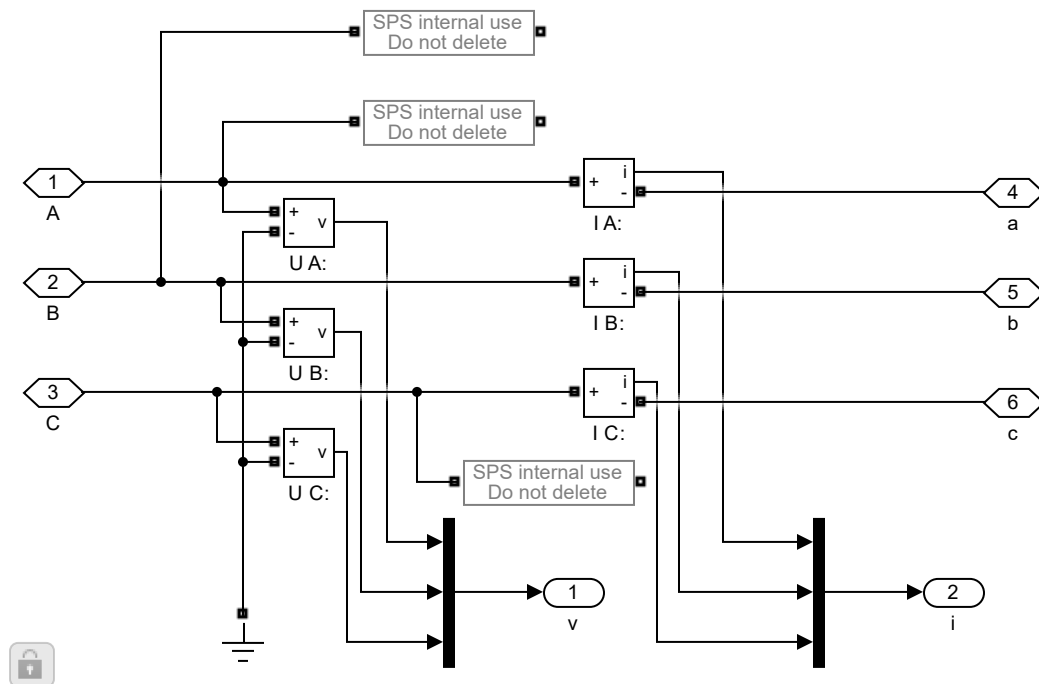 SPS internal use
Do not delete
SPS internal use
Do not delete
1
A
+
i
-
I A:
4
a
+
-
v
U A:
2
B
+
i
-
I B:
5
b
+
-
v
U B:
3
C
+
i
-
I C:
6
c
+
-
v
U C:
SPS internal use
Do not delete
1
v
2
i